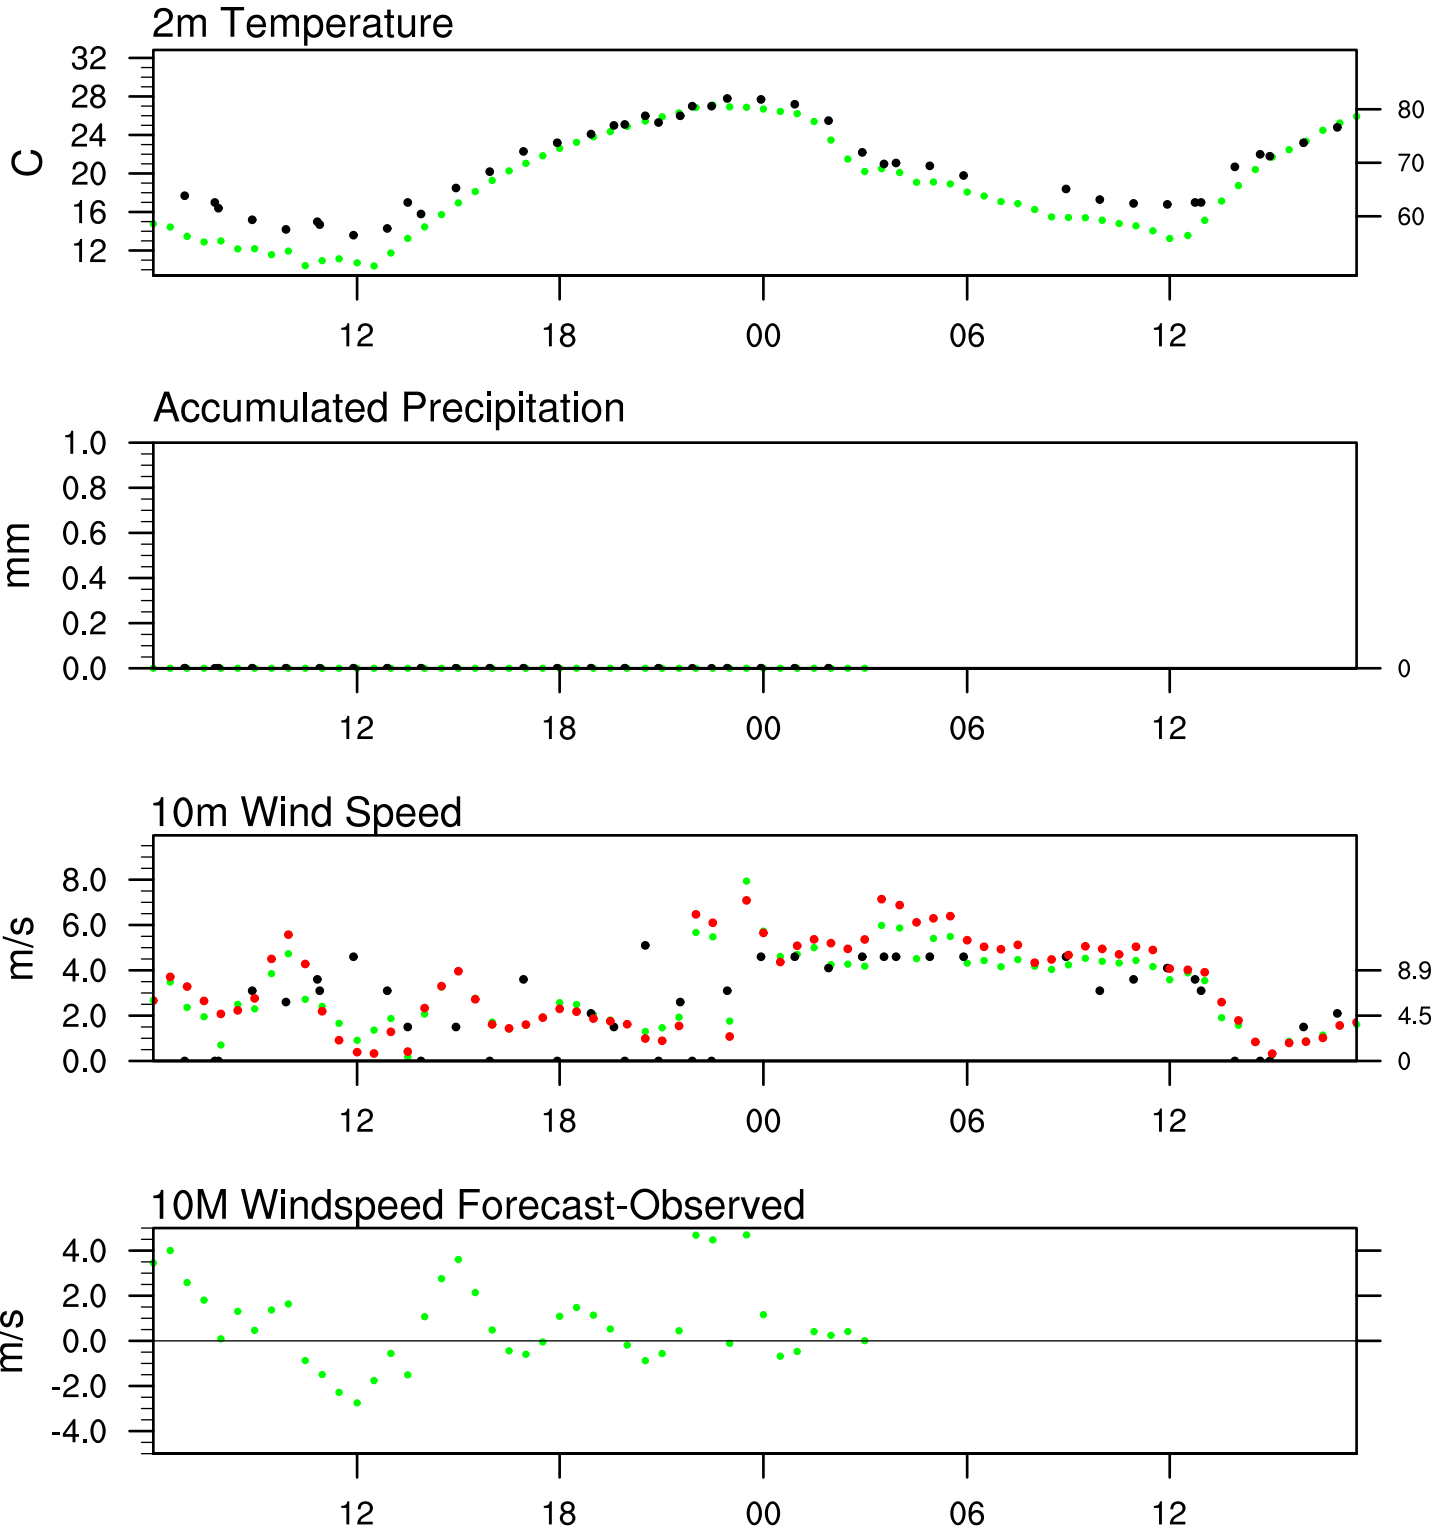 2m Temperature
32
28
24
20
16
12
C
80
70
60
12 18 00 06 12
Accumulated Precipitation
1.0
0.8
0.6
0.4
0.2
0.0
mm
0
12 18 00 06 12
10m Wind Speed
8.0
6.0
4.0
2.0
0.0
m/s
8.9
4.5
0
12 18 00 06 12
10M Windspeed Forecast-Observed
4.0
2.0
0.0
-2.0
-4.0
m/s
12 18 00 06 12